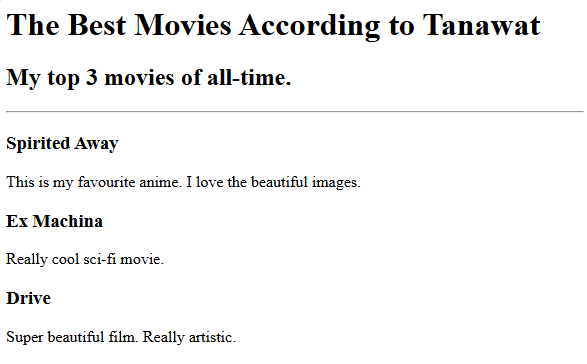 The Best Movies According to Tanawat
My top 3 movies of all-time.
Spirited Away
This is my favourite anime. I love the beautiful images.
Ex Machina
Really cool sci-fi movie.
Drive
Super beautiful film. Really artistic.